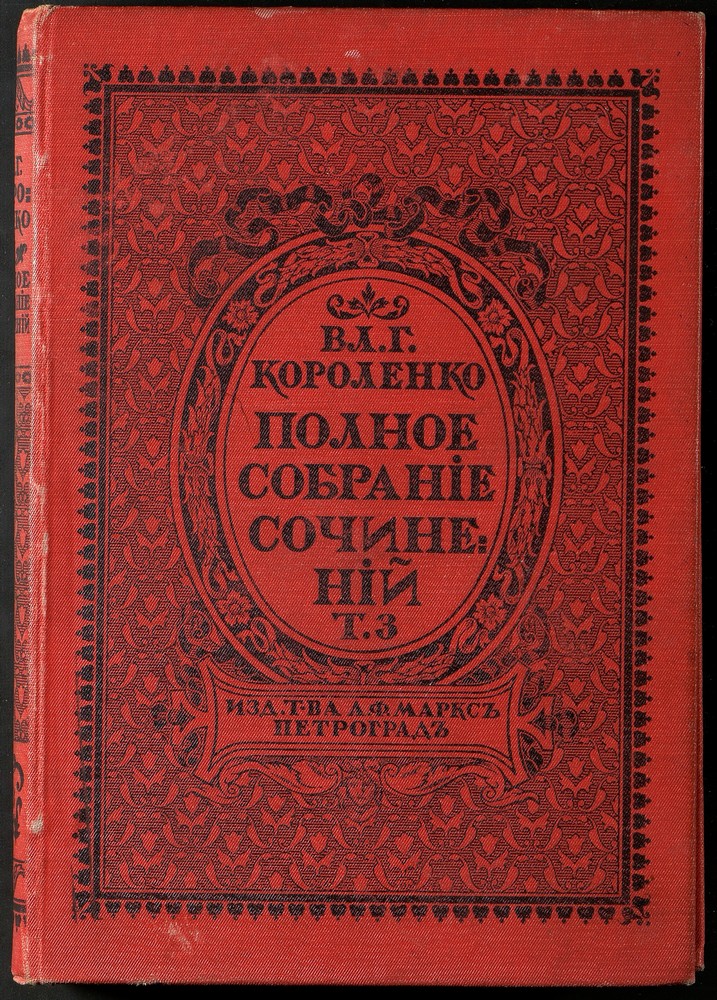 ВЛ.Г.
КОРОЛЕНКО
ПОЛНОЕ
СОБРАНІЕ
СОЧИНЕ:
НІЙ
Т.3
ИЗД.Т-ВА А.Ф.МАРКСЪ
ПЕТРОГРАДЪ